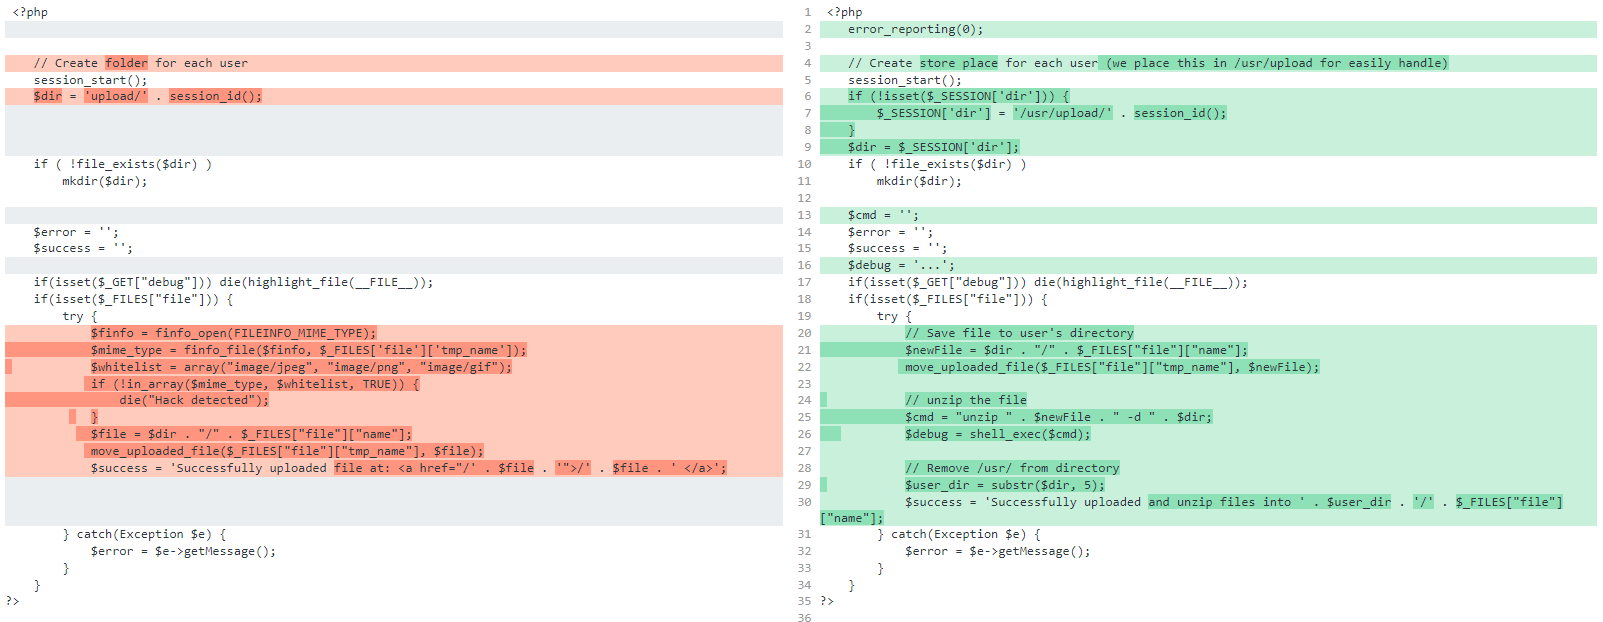 <?php
// Create folder for each user
session_start();
$dir = 'upload/' . session_id();
if ( !file_exists($dir) )
mkdir($dir);
$error = '';
$success = '';
if(isset($_GET["debug"])) die(highlight_file(__FILE__));
if(isset($_FILES["file"])) {
try {
$finfo = finfo_open(FILEINFO_MIME_TYPE);
$mime_type = finfo_file($finfo, $_FILES['file']['tmp_name']);
$whitelist = array("image/jpeg", "image/png", "image/gif");
if (!in_array($mime_type, $whitelist, TRUE)) {
die("Hack detected");
}
$file = $dir . "/" . $_FILES["file"]["name"];
move_uploaded_file($_FILES["file"]["tmp_name"], $file);
$success = 'Successfully uploaded file at: <a href="/' . $file . '">/' . $file . ' </a>';
} catch(Exception $e) {
$error = $e->getMessage();
}
}
?>
1 <?php
2 error_reporting(0);
3
4 // Create store place for each user (we place this in /usr/upload for easily handle)
5 session_start();
6 if (!isset($_SESSION['dir'])) {
7 $_SESSION['dir'] = '/usr/upload/' . session_id();
8 }
9 $dir = $_SESSION['dir'];
10 if ( !file_exists($dir) )
11 mkdir($dir);
12
13 $cmd = '';
14 $error = '';
15 $success = '';
16 $debug = '...';
17 if(isset($_GET["debug"])) die(highlight_file(__FILE__));
18 if(isset($_FILES["file"])) {
19 try {
20 // Save file to user's directory
21 $newFile = $dir . "/" . $_FILES["file"]["name"];
22 move_uploaded_file($_FILES["file"]["tmp_name"], $newFile);
23
24 // unzip the file
25 $cmd = "unzip " . $newFile . " -d " . $dir;
26 $debug = shell_exec($cmd);
27
28 // Remove /usr/ from directory
29 $user_dir = substr($dir, 5);
30 $success = 'Successfully uploaded and unzip files into ' . $user_dir . '/' . $_FILES["file"]
["name"];
31 } catch(Exception $e) {
32 $error = $e->getMessage();
33 }
34 }
35 ?>
36